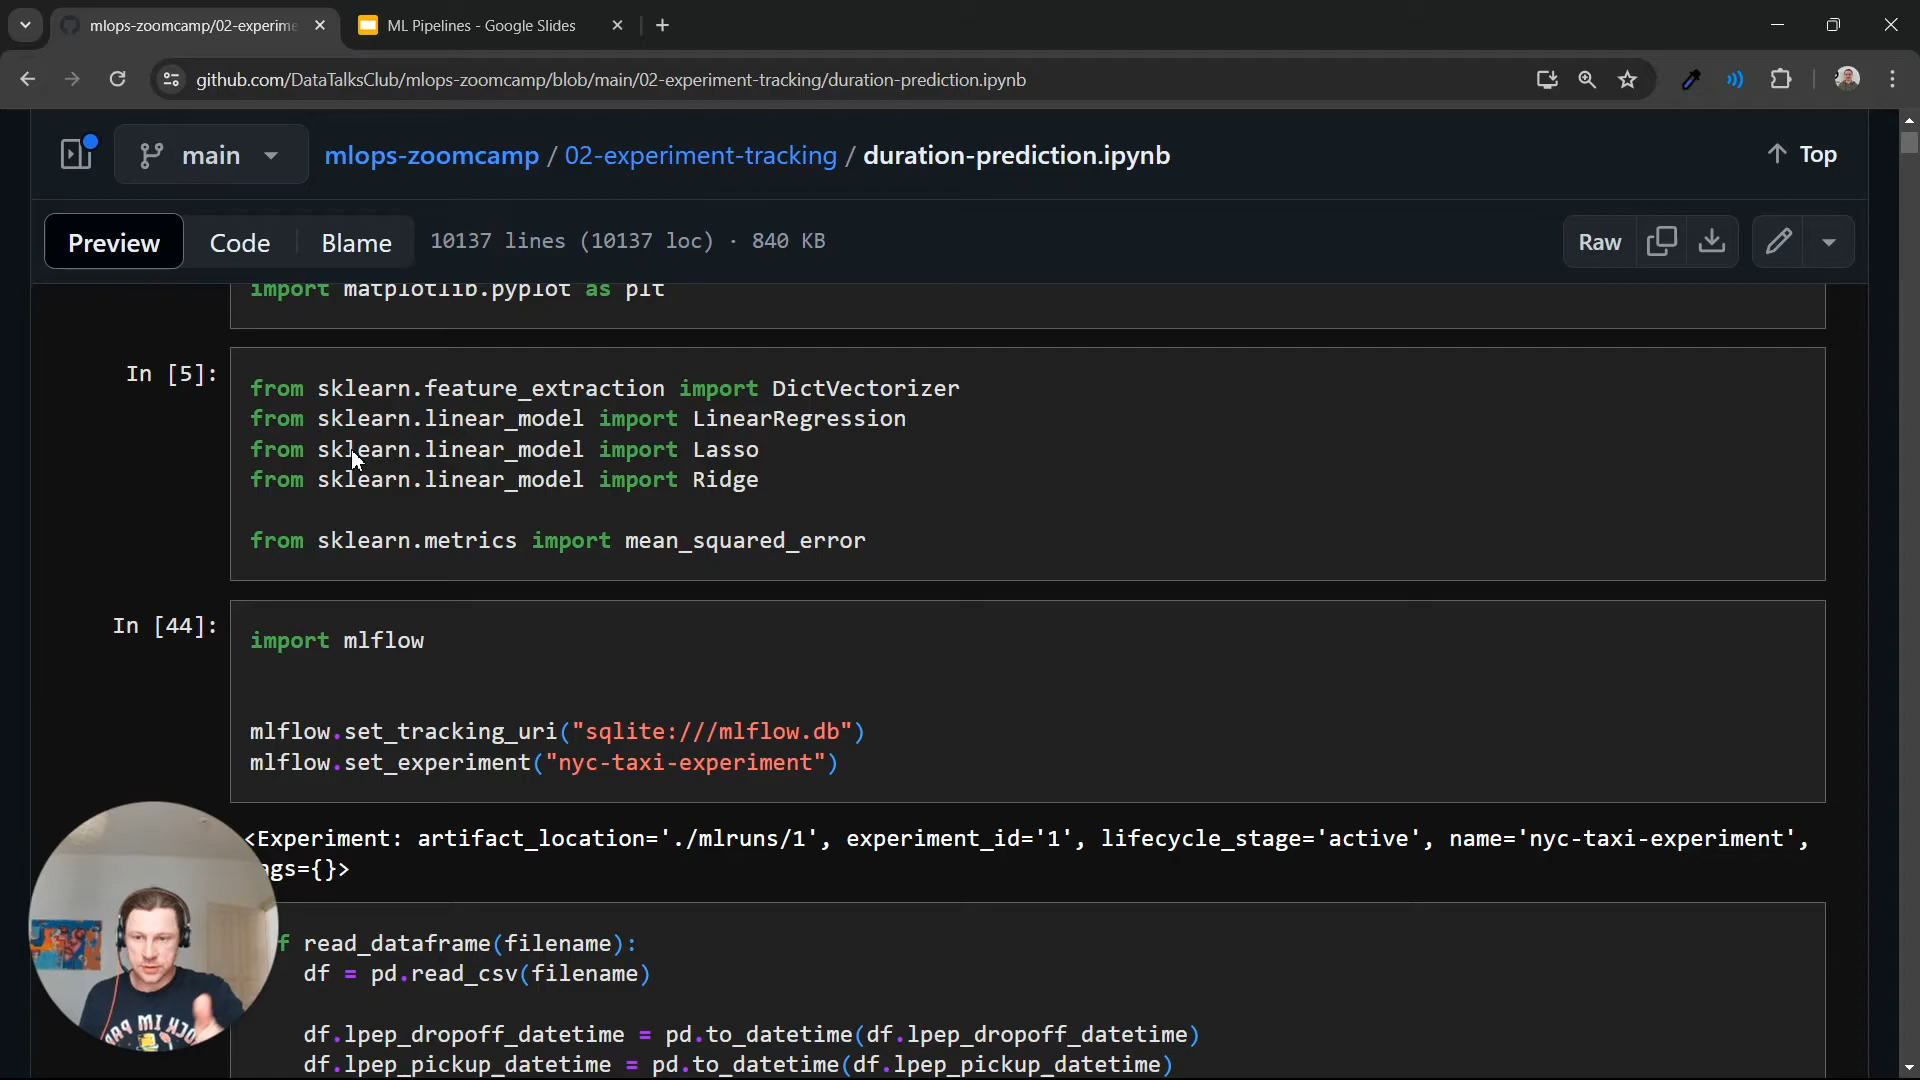 mlops-zoomcamp/02-experime
ML Pipelines - Google Slides
github.com/DataTalksClub/mlops-zoomcamp/blob/main/02-experiment-tracking/duration-prediction.ipynb
main
mlops-zoomcamp / 02-experiment-tracking / duration-prediction.ipynb
Top
Preview
Code
Blame
10137 lines (10137 loc) · 840 KB
Raw
import matplotlib.pyplot as plt
In [5]:
from sklearn.feature_extraction import DictVectorizer
from sklearn.linear_model import LinearRegression
from sklearn.linear_model import Lasso
from sklearn.linear_model import Ridge
from sklearn.metrics import mean_squared_error
In [44]:
import mlflow
mlflow.set_tracking_uri("sqlite:///mlflow.db")
mlflow.set_experiment("nyc-taxi-experiment")
<Experiment: artifact_location='./mlruns/1', experiment_id='1', lifecycle_stage='active', name='nyc-taxi-experiment',
ags={}>
f read_dataframe(filename):
df = pd.read_csv(filename)
df.lpep_dropoff_datetime = pd.to_datetime(df.lpep_dropoff_datetime)
df.lpep_pickup_datetime = pd.to_datetime(df.lpep_pickup_datetime)